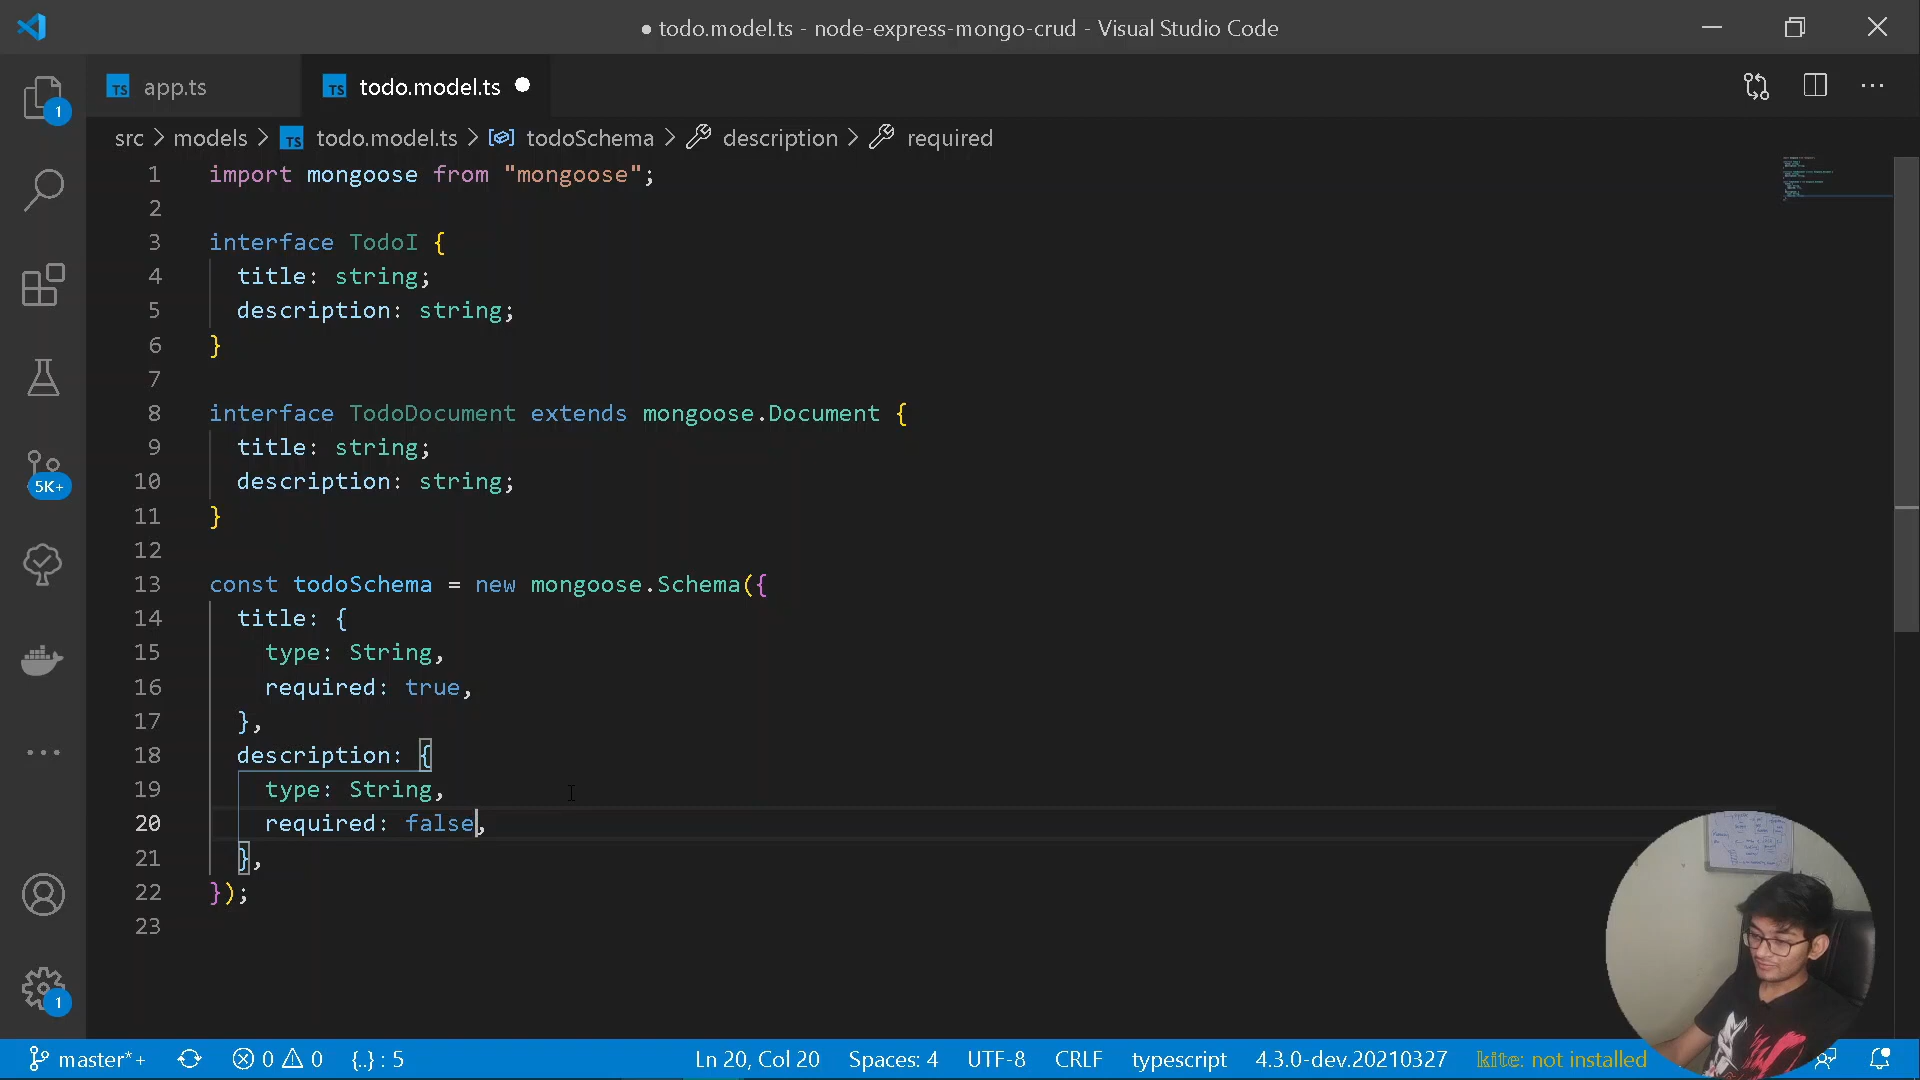 ● todo.model.ts - node-express-mongo-crud - Visual Studio Code
TS app.ts
TS todo.model.ts ●
src > models > TS todo.model.ts > todoSchema > description > required
1 import mongoose from "mongoose";
2
3 interface TodoI {
4 title: string;
5 description: string;
6 }
7
8 interface TodoDocument extends mongoose.Document {
9 title: string;
10 description: string;
11 }
12
13 const todoSchema = new mongoose.Schema({
14 title: {
15 type: String,
16 required: true,
17 },
18 description: {
19 type: String,
20 required: false,
21 },
22 });
23
1
5K+
1
master*+ 0 0 {..} : 5 Ln 20, Col 20 Spaces: 4 UTF-8 CRLF typescript 4.3.0-dev.20210327 kite: not installed